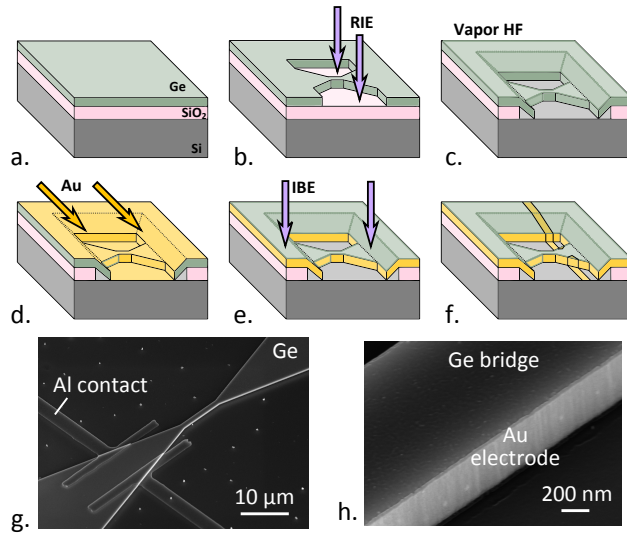 Ge
SiO₂
Si
a.
RIE
b.
Vapor HF
c.
Au
d.
IBE
e.
f.
Al contact
Ge
10 µm
g.
Ge bridge
Au
electrode
200 nm
h.